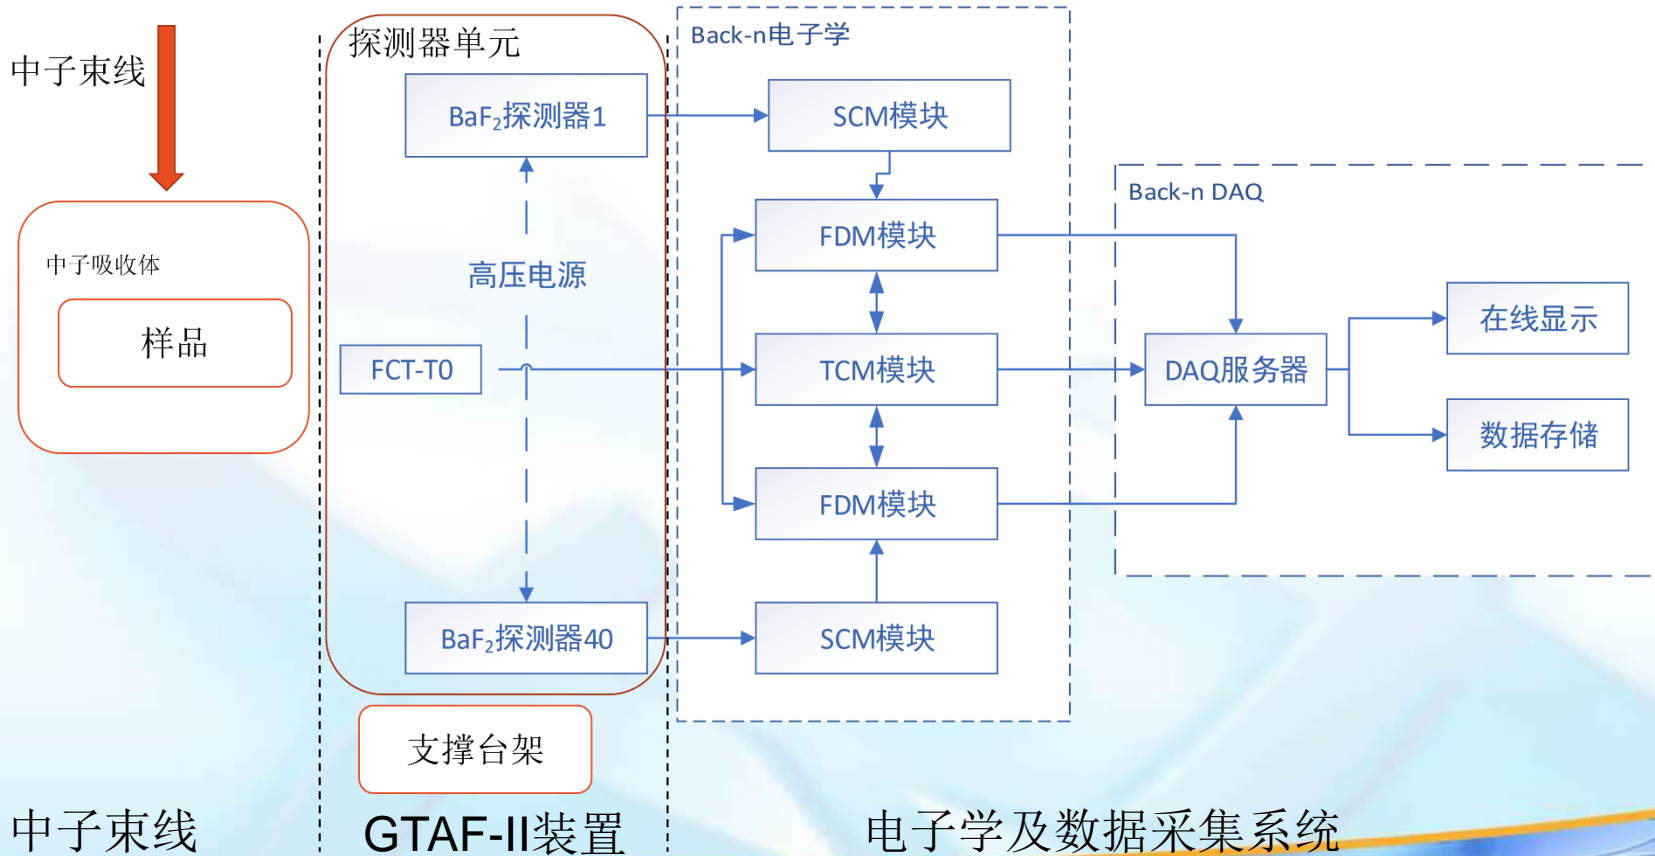 中子束线
中子吸收体
样品
探测器单元
BaF₂探测器1
高压电源
FCT-T0
BaF₂探测器40
支撑台架
Back-n电子学
SCM模块
FDM模块
TCM模块
FDM模块
SCM模块
Back-n DAQ
DAQ服务器
在线显示
数据存储
中子束线
GTAF-II装置
电子学及数据采集系统